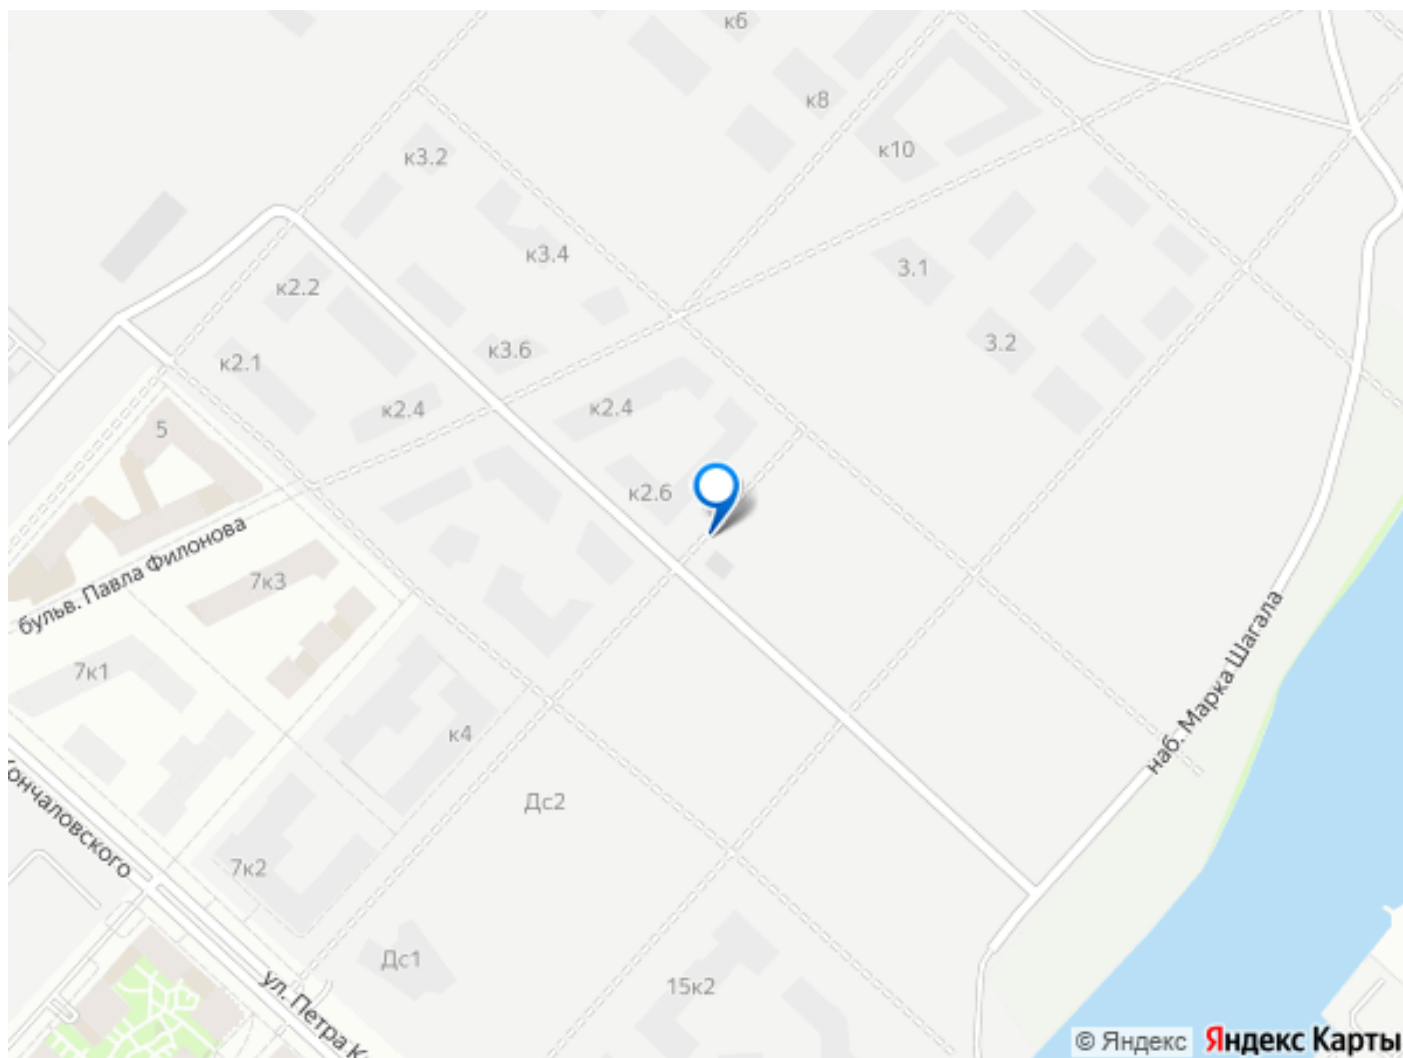 к6
к8
к10
к3.2
к3.4
3.1
к2.2
3.2
к3.6
к2.1
к2.4
к2.4
5
к2.6
бульв. Павла Филонова
7к3
7к1
наб. Марка Шагала
к4
Дс2
ончаловского
7к2
Дс1
15к2
ул. Петра К
© Яндекс
Яндекс Карты